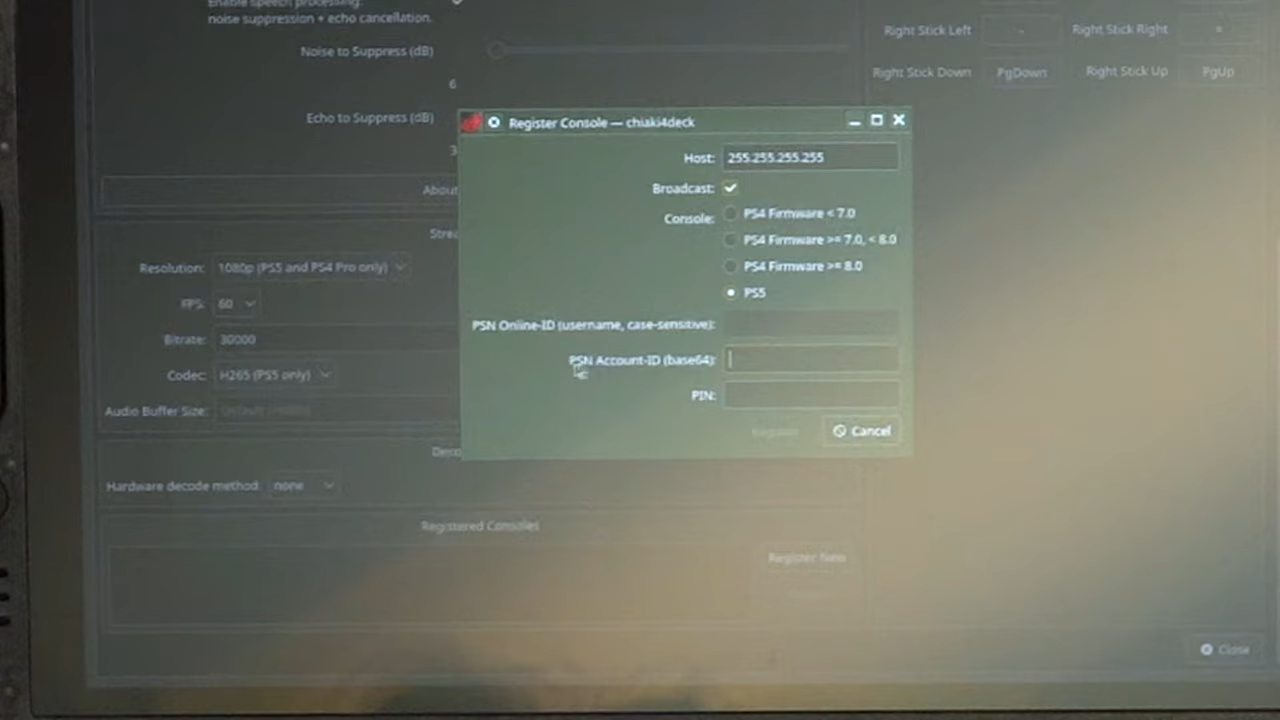 Enable speech processing:
noise suppression + echo cancellation.
Right Stick Left - Right Stick Right
Noise to Suppress (dB)
Right Stick Down PgDown Right Stick Up PgUp
6
Echo to Suppress (dB)
3
Register Console — chiaki4deck
Host: 255.255.255.255
Broadcast:
About
Console: PS4 Firmware < 7.0
Strea
PS4 Firmware >= 7.0, < 8.0
Resolution: 1080p (PS5 and PS4 Pro only)
PS4 Firmware >= 8.0
PS5
FPS: 60
PSN Online-ID (username, case-sensitive):
Bitrate: 30000
PSN Account-ID (base64):
Codec: H265 (PS5 only)
PIN:
Audio Buffer Size:
Register Cancel
Deco
Hardware decode method: none
Registered Consoles
Register New
Close